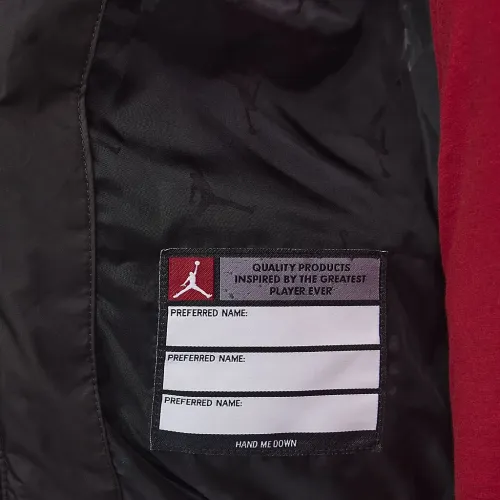 QUALITY PRODUCTS
INSPIRED BY THE GREATEST
PLAYER EVER
PREFERRED NAME:
PREFERRED NAME:
PREFERRED NAME:
HAND ME DOWN